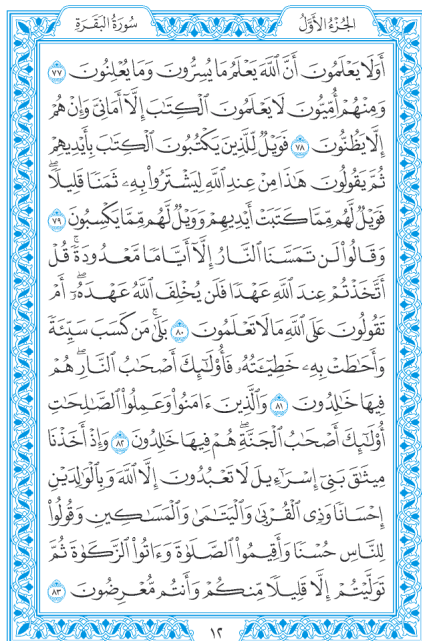 الجُزْءُ الأَوَّلُ سُورَةُ البَقَرَةِ
أَوَلَا يَعْلَمُونَ أَنَّ ٱللَّهَ يَعْلَمُ مَا يُسِرُّونَ وَمَا يُعْلِنُونَ ٧٧
وَمِنْهُمْ أُمِّيُّونَ لَا يَعْلَمُونَ ٱلْكِتَٰبَ إِلَّآ أَمَانِىَّ وَإِنْ هُمْ
إِلَّا يَظُنُّونَ ٧٨ فَوَيْلٌ لِّلَّذِينَ يَكْتُبُونَ ٱلْكِتَٰبَ بِأَيْدِيهِمْ
ثُمَّ يَقُولُونَ هَٰذَا مِنْ عِندِ ٱللَّهِ لِيَشْتَرُوا۟ بِهِۦ ثَمَنًا قَلِيلًا ۖ
فَوَيْلٌ لَّهُم مِّمَّا كَتَبَتْ أَيْدِيهِمْ وَوَيْلٌ لَّهُم مِّمَّا يَكْسِبُونَ ٧٩
وَقَالُوا۟ لَن تَمَسَّنَا ٱلنَّارُ إِلَّآ أَيَّامًا مَّعْدُودَةً ۚ قُلْ
أَتَّخَذْتُمْ عِندَ ٱللَّهِ عَهْدًا فَلَن يُخْلِفَ ٱللَّهُ عَهْدَهُۥٓ ۖ أَمْ
تَقُولُونَ عَلَى ٱللَّهِ مَا لَا تَعْلَمُونَ ٨٠ بَلَىٰ مَن كَسَبَ سَيِّئَةً
وَأَحَٰطَتْ بِهِۦ خَطِيٓـَٔتُهُۥ فَأُو۟لَٰٓئِكَ أَصْحَٰبُ ٱلنَّارِ ۖ هُمْ
فِيهَا خَٰلِدُونَ ٨١ وَٱلَّذِينَ ءَامَنُوا۟ وَعَمِلُوا۟ ٱلصَّٰلِحَٰتِ
أُو۟لَٰٓئِكَ أَصْحَٰبُ ٱلْجَنَّةِ ۖ هُمْ فِيهَا خَٰلِدُونَ ٨٢ وَإِذْ أَخَذْنَا
مِيثَٰقَ بَنِىٓ إِسْرَٰٓءِيلَ لَا تَعْبُدُونَ إِلَّا ٱللَّهَ وَبِٱلْوَٰلِدَيْنِ
إِحْسَانًا وَذِى ٱلْقُرْبَىٰ وَٱلْيَتَٰمَىٰ وَٱلْمَسَٰكِينِ وَقُولُوا۟
لِلنَّاسِ حُسْنًا وَأَقِيمُوا۟ ٱلصَّلَوٰةَ وَءَاتُوا۟ ٱلزَّكَوٰةَ ثُمَّ
تَوَلَّيْتُمْ إِلَّا قَلِيلًا مِّنكُمْ وَأَنتُم مُّعْرِضُونَ ٨٣
١٢